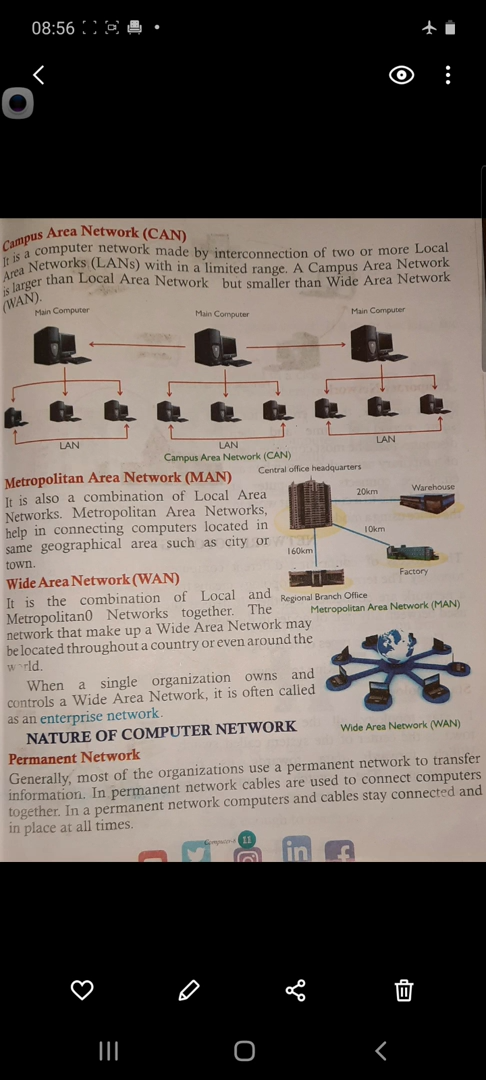 08:56
Campus Area Network (CAN)
It is a computer network made by interconnection of two or more Local
Area Networks (LANs) with in a limited range. A Campus Area Network
is larger than Local Area Network but smaller than Wide Area Network
(WAN).
Main Computer
Main Computer
Main Computer
LAN
LAN
LAN
Campus Area Network (CAN)
Metropolitan Area Network (MAN)
It is also a combination of Local Area
Networks. Metropolitan Area Networks,
help in connecting computers located in
same geographical area such as city or
town.
Central office headquarters
20km
Warehouse
10km
160km
Factory
Regional Branch Office
Metropolitan Area Network (MAN)
Wide Area Network (WAN)
It is the combination of Local and
Metropolitan0 Networks together. The
network that make up a Wide Area Network may
be located throughout a country or even around the
world.
When a single organization owns and
controls a Wide Area Network, it is often called
as an enterprise network.
Wide Area Network (WAN)
NATURE OF COMPUTER NETWORK
Permanent Network
Generally, most of the organizations use a permanent network to transfer
information. In permanent network cables are used to connect computers
together. In a permanent network computers and cables stay connected and
in place at all times.
11
in
f